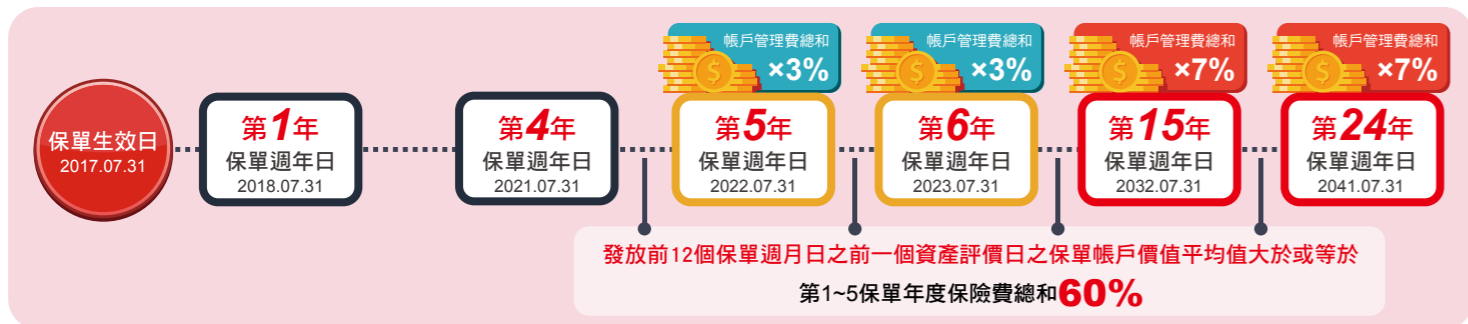 保單生效日
2017.07.31
第1年
保單週年日
2018.07.31
第4年
保單週年日
2021.07.31
帳戶管理費總和
×3%
第5年
保單週年日
2022.07.31
帳戶管理費總和
×3%
第6年
保單週年日
2023.07.31
帳戶管理費總和
×7%
第15年
保單週年日
2032.07.31
帳戶管理費總和
×7%
第24年
保單週年日
2041.07.31
發放前12個保單週月日之前一個資產評價日之保單帳戶價值平均值大於或等於
第1~5保單年度保險費總和60%